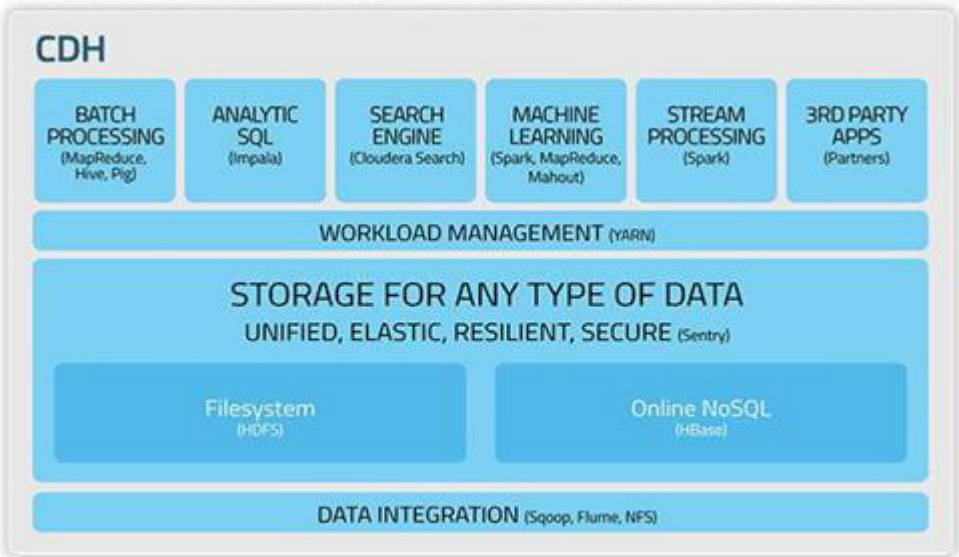 CDH
BATCH
PROCESSING
(MapReduce,
Hive, Pig)
ANALYTIC
SQL
(Impala)
SEARCH
ENGINE
(Cloudera Search)
MACHINE
LEARNING
(Spark, MapReduce,
Mahout)
STREAM
PROCESSING
(Spark)
3RD PARTY
APPS
(Partners)
WORKLOAD MANAGEMENT (YARN)
STORAGE FOR ANY TYPE OF DATA
UNIFIED, ELASTIC, RESILIENT, SECURE (Sentry)
Filesystem
(HDFS)
Online NoSQL
(HBase)
DATA INTEGRATION (Sqoop, Flume, NFS)